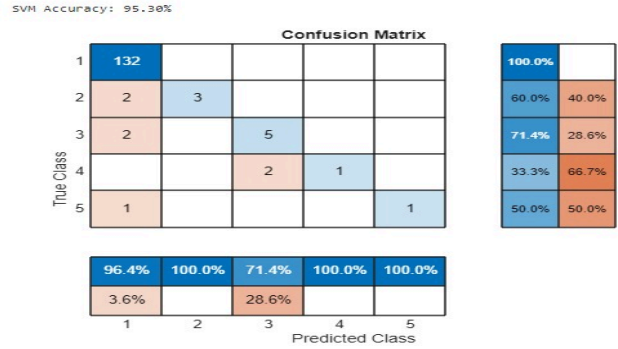 SVM Accuracy: 95.30%
Confusion Matrix
1 132 100.0%
2 2 3 60.0% 40.0%
3 2 5 71.4% 28.6%
4 2 1 33.3% 66.7%
5 1 1 50.0% 50.0%
True Class
96.4% 100.0% 71.4% 100.0% 100.0%
3.6% 28.6%
1 2 3 4 5
Predicted Class